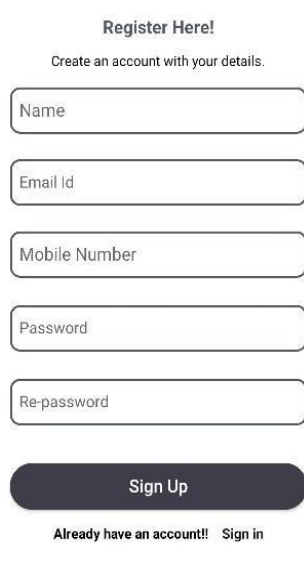 Register Here!
Create an account with your details.
Name
Email Id
Mobile Number
Password
Re-password
Sign Up
Already have an account!! Sign in